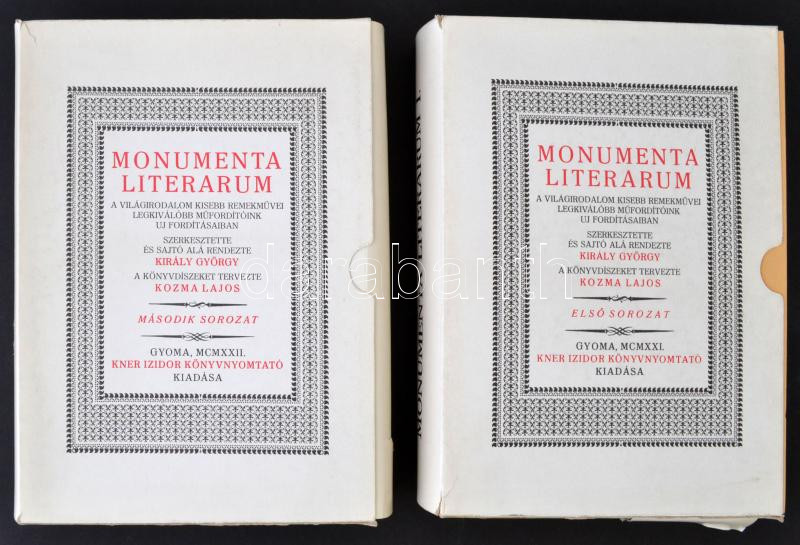 MONUMENTA
LITERARUM
A VILÁGIRODALOM KISEBB REMEKMŰVEI
LEGKIVÁLÓBB MŰFORDÍTÓINK
UJ FORDÍTÁSAIBAN
SZERKESZTETTE
ÉS SAJTÓ ALÁ RENDEZTE
KIRÁLY GYÖRGY
A KÖNYVDÍSZEKET TERVEZTE
KOZMA LAJOS
MÁSODIK SOROZAT
GYOMA, MCMXXII.
KNER IZIDOR KÖNYVNYOMTATÓ
KIADÁSA
MONUMENTA LITERARUM I.
MONUMENTA
LITERARUM
A VILÁGIRODALOM KISEBB REMEKMŰVEI
LEGKIVÁLÓBB MŰFORDÍTÓINK
UJ FORDÍTÁSAIBAN
SZERKESZTETTE
ÉS SAJTÓ ALÁ RENDEZTE
KIRÁLY GYÖRGY
A KÖNYVDÍSZEKET TERVEZTE
KOZMA LAJOS
ELSŐ SOROZAT
GYOMA, MCMXXI.
KNER IZIDOR KÖNYVNYOMTATÓ
KIADÁSA
darabanth